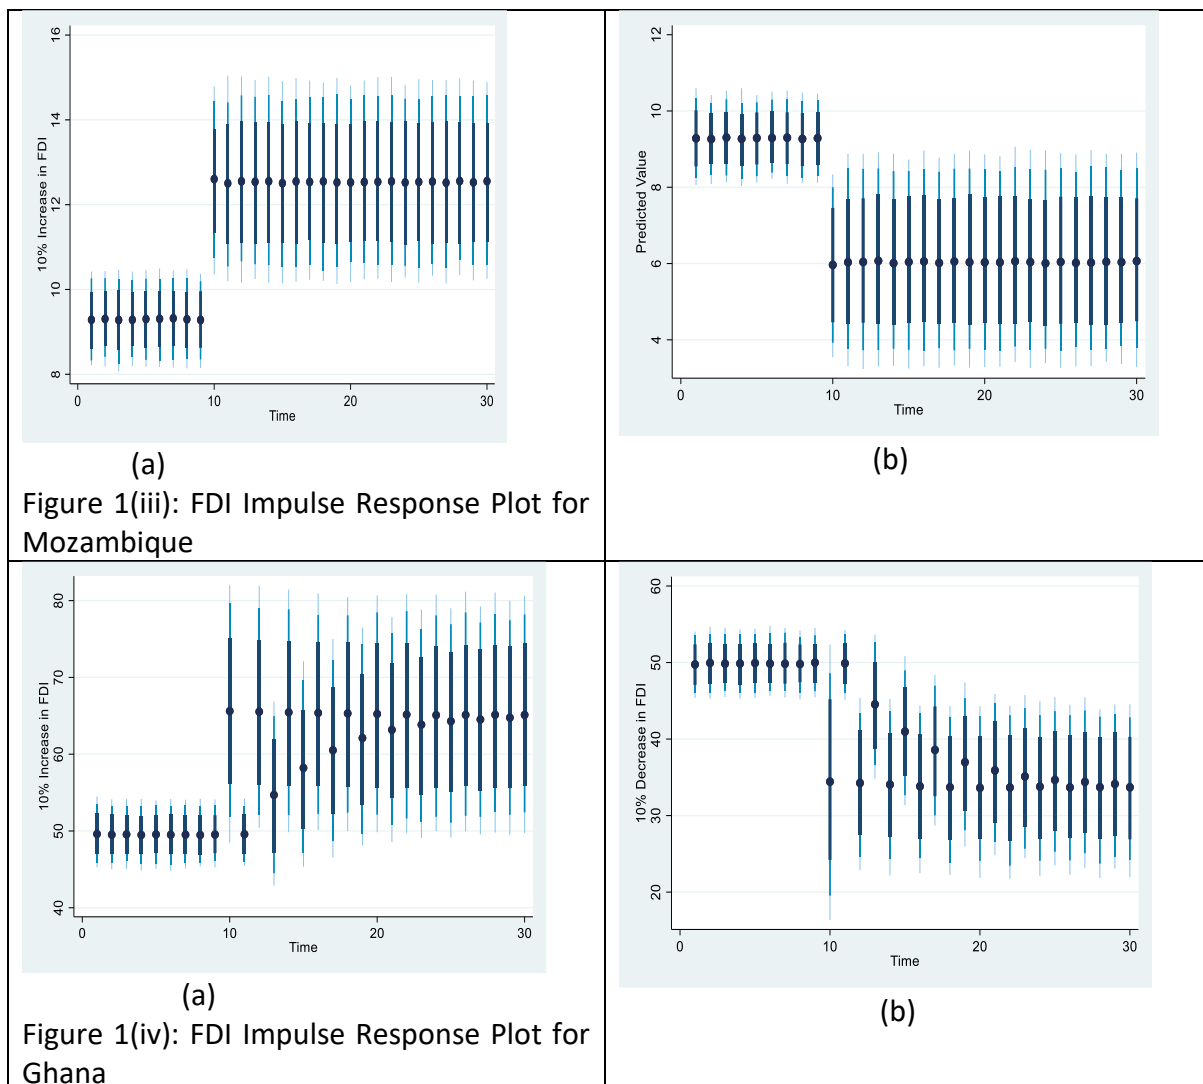 16
14
12
10
8
10% Increase in FDI
0 10 20 30
Time
12
10
8
6
4
Predicted Value
0 10 20 30
Time
(a)
(b)
Figure 1(iii): FDI Impulse Response Plot for
Mozambique
80
70
60
50
40
10% Increase in FDI
0 10 20 30
Time
60
50
40
30
20
10% Decrease in FDI
0 10 20 30
Time
(a)
(b)
Figure 1(iv): FDI Impulse Response Plot for
Ghana